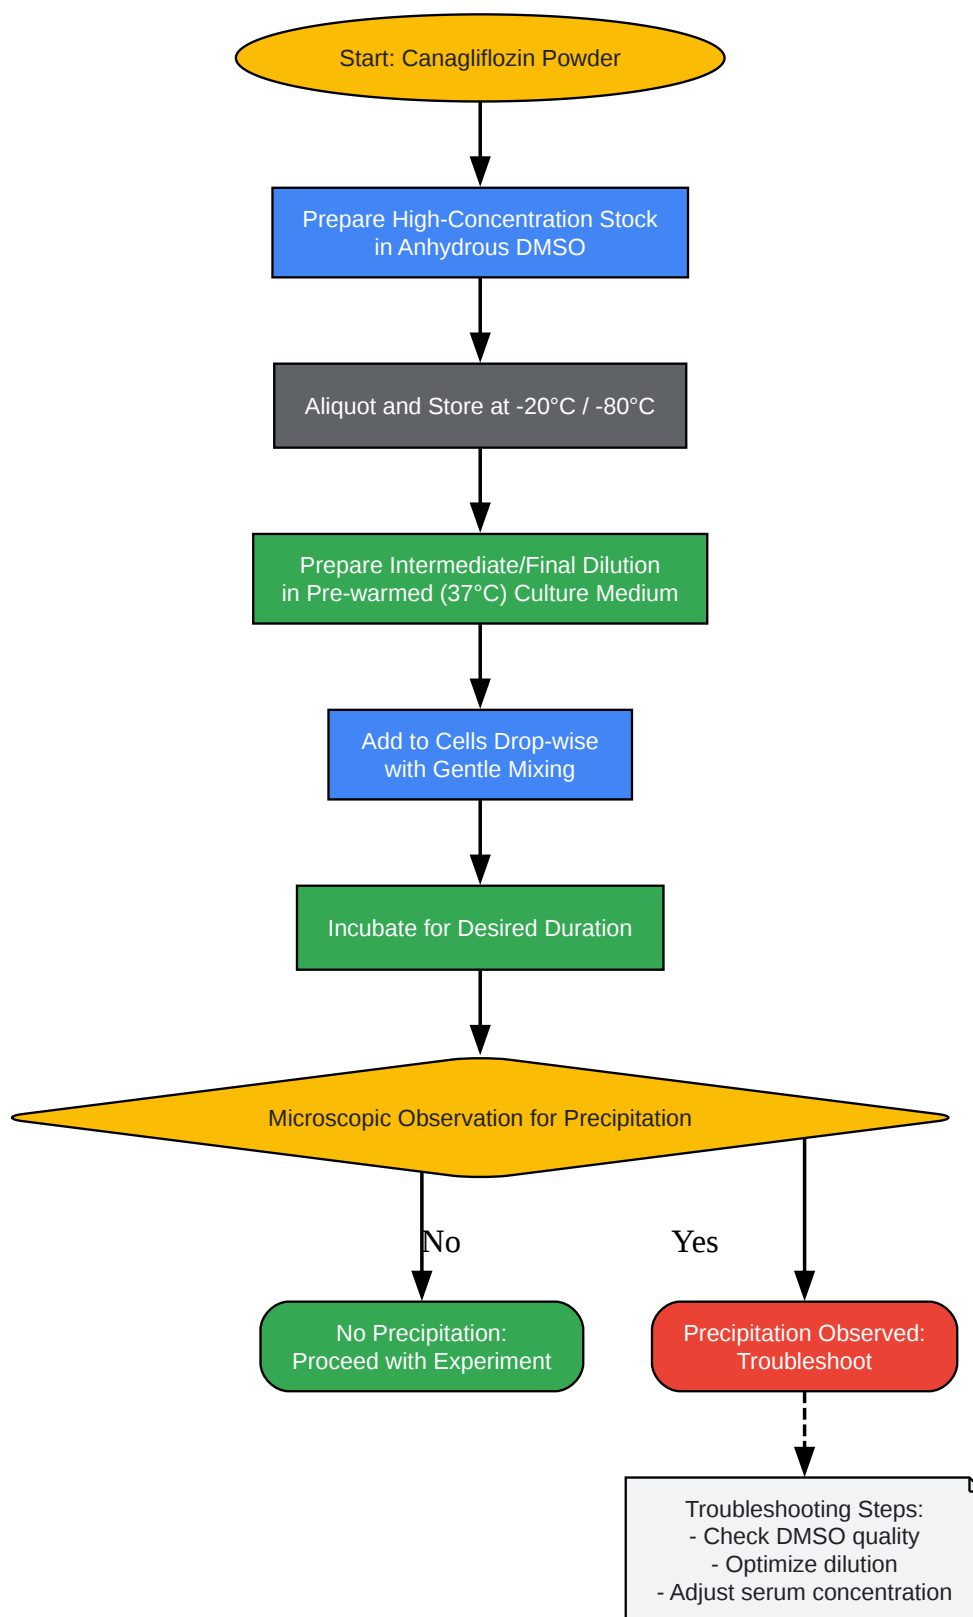 Start: Canagliflozin Powder
Prepare High-Concentration Stock
in Anhydrous DMSO
Aliquot and Store at -20°C / -80°C
Prepare Intermediate/Final Dilution
in Pre-warmed (37°C) Culture Medium
Add to Cells Drop-wise
with Gentle Mixing
Incubate for Desired Duration
Microscopic Observation for Precipitation
No
Yes
No Precipitation:
Proceed with Experiment
Precipitation Observed:
Troubleshoot
Troubleshooting Steps:
- Check DMSO quality
- Optimize dilution
- Adjust serum concentration